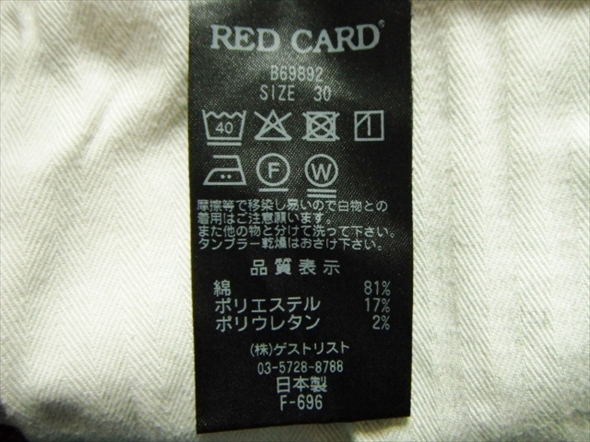 RED CARD®
B69892
SIZE 30
40
F W
摩擦等で移染し易いので白物との
着用はご注意願います。
また他の物と分けて洗って下さい。
タンブラー乾燥はおさけ下さい。
品質表示
綿 81%
ポリエステル 17%
ポリウレタン 2%
(株)ゲストリスト
03-5728-8788
日本製
F-696